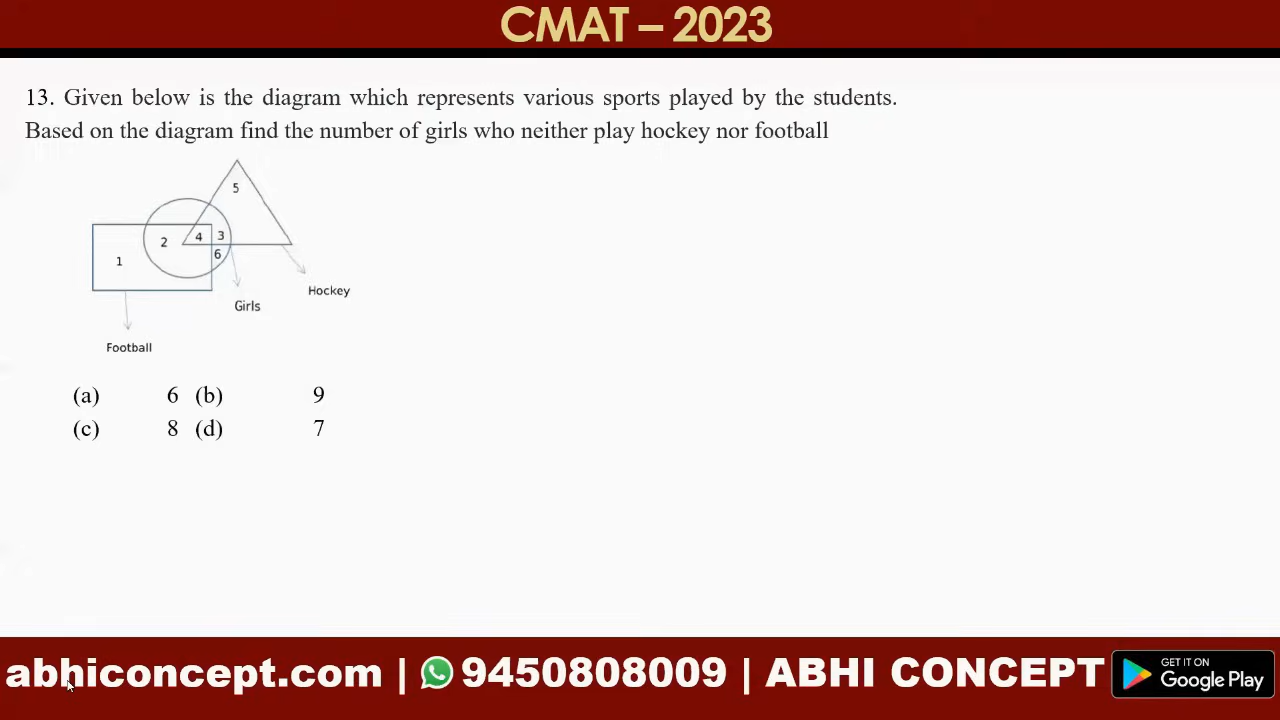 CMAT – 2023
13. Given below is the diagram which represents various sports played by the students.
Based on the diagram find the number of girls who neither play hockey nor football
5
2 4 3
1 6
Hockey
Girls
Football
(a) 6 (b) 9
(c) 8 (d) 7
abhiconcept.com | 9450808009 | ABHI CONCEPT
GET IT ON
Google Play